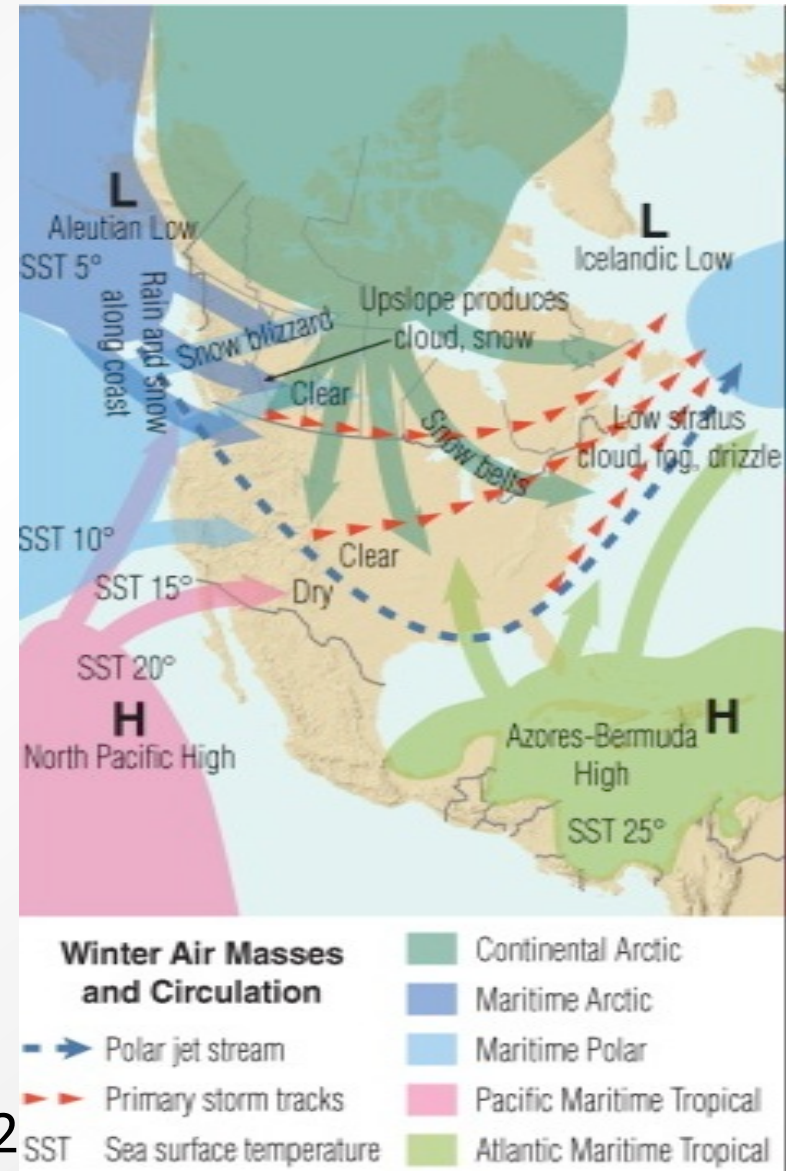 L
Aleutian Low
SST 5°
Rain and snow
along coast
L
Icelandic Low
Upslope produces
cloud, snow
Snow blizzard
Clear
Snow belts
Low stratus
cloud, fog, drizzle
SST 10°
Clear
SST 15°
Dry
SST 20°
H
North Pacific High
H
Azores-Bermuda
High
SST 25°
Winter Air Masses
and Circulation
Polar jet stream
Primary storm tracks
SST Sea surface temperature
Continental Arctic
Maritime Arctic
Maritime Polar
Pacific Maritime Tropical
Atlantic Maritime Tropical
2